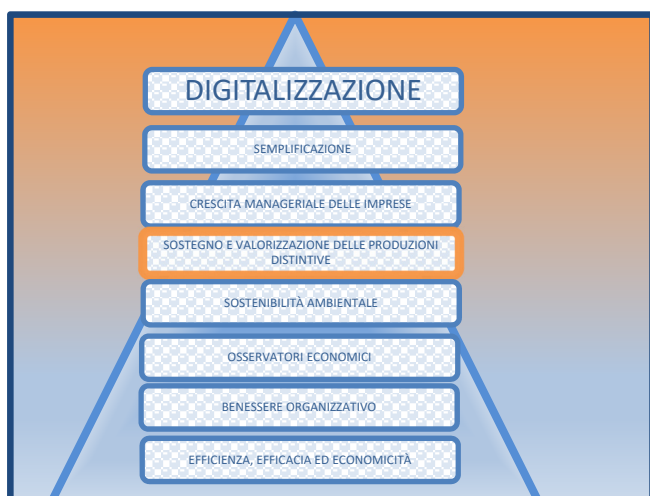 DIGITALIZZAZIONE
SEMPLIFICAZIONE
CRESCITA MANAGERIALE DELLE IMPRESE
SOSTEGNO E VALORIZZAZIONE DELLE PRODUZIONI
DISTINTIVE
SOSTENIBILITÀ AMBIENTALE
OSSERVATORI ECONOMICI
BENESSERE ORGANIZZATIVO
EFFICIENZA, EFFICACIA ED ECONOMICITÀ